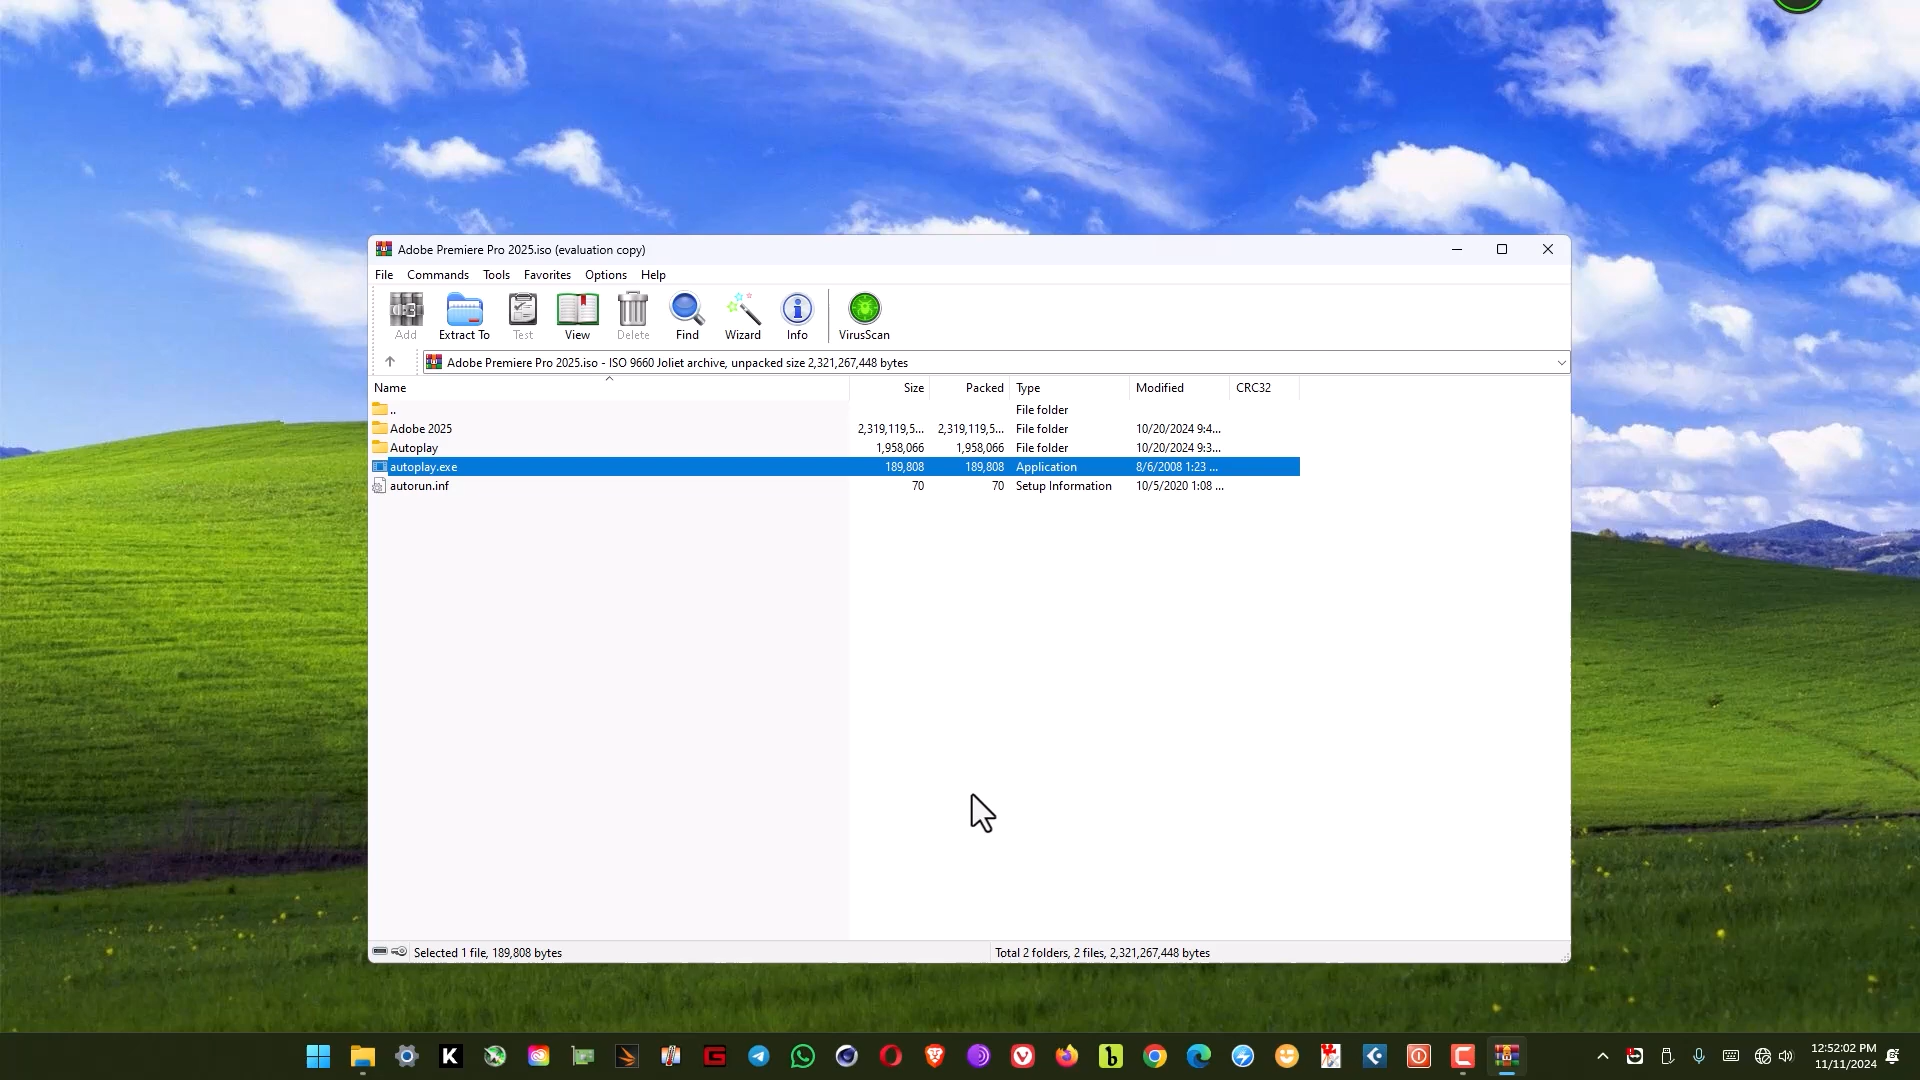 Adobe Premiere Pro 2025.iso (evaluation copy)
File Commands Tools Favorites Options Help
Add Extract To Test View Delete Find Wizard Info VirusScan
Adobe Premiere Pro 2025.iso - ISO 9660 Joliet archive, unpacked size 2,321,267,448 bytes
Name Size Packed Type Modified CRC32
.. File folder
Adobe 2025 2,319,119,5... 2,319,119,5... File folder 10/20/2024 9:4...
Autoplay 1,958,066 1,958,066 File folder 10/20/2024 9:3...
autoplay.exe 189,808 189,808 Application 8/6/2008 1:23 ...
autorun.inf 70 70 Setup Information 10/5/2020 1:08 ...
Selected 1 file, 189,808 bytes Total 2 folders, 2 files, 2,321,267,448 bytes
12:52:02 PM
11/11/2024